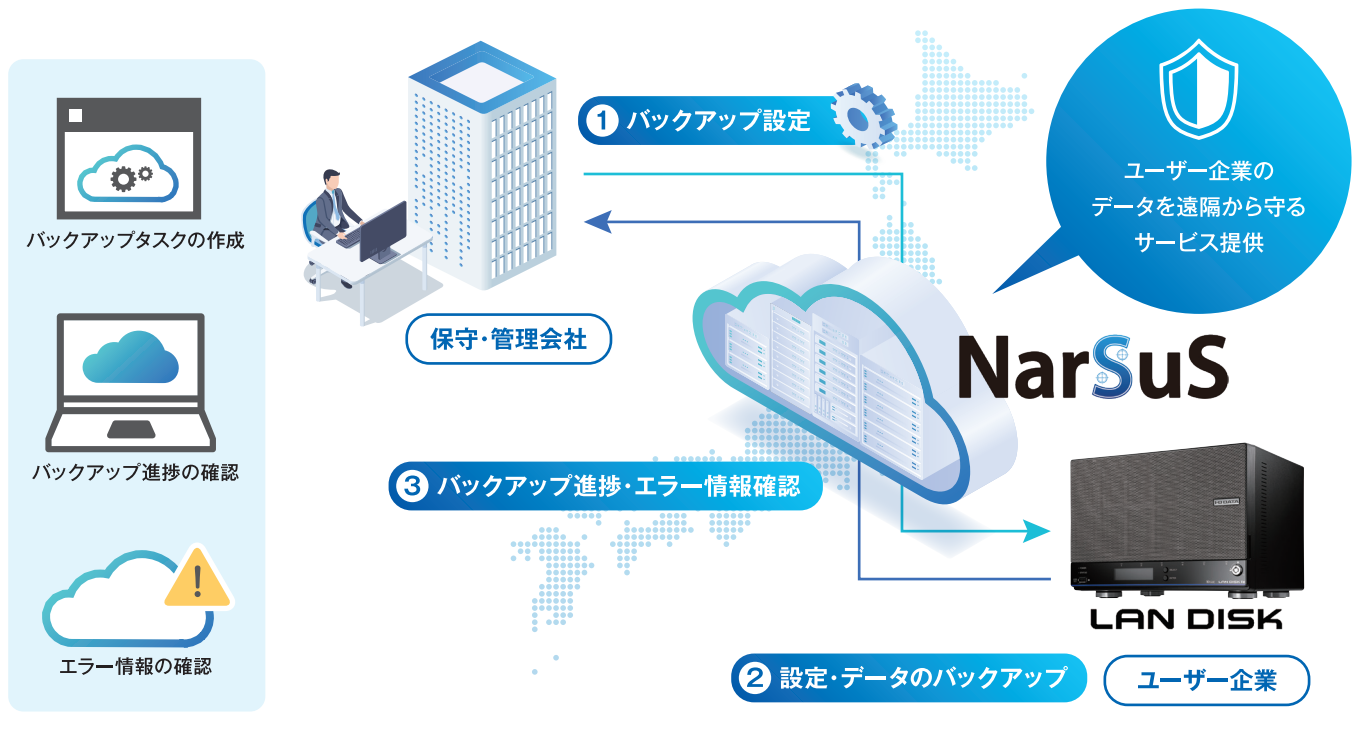 バックアップタスクの作成
バックアップ進捗の確認
エラー情報の確認
① バックアップ設定
保守・管理会社
ユーザー企業の
データを遠隔から守る
サービス提供
NarSuS
③ バックアップ進捗・エラー情報確認
LAN DISK
② 設定・データのバックアップ
ユーザー企業